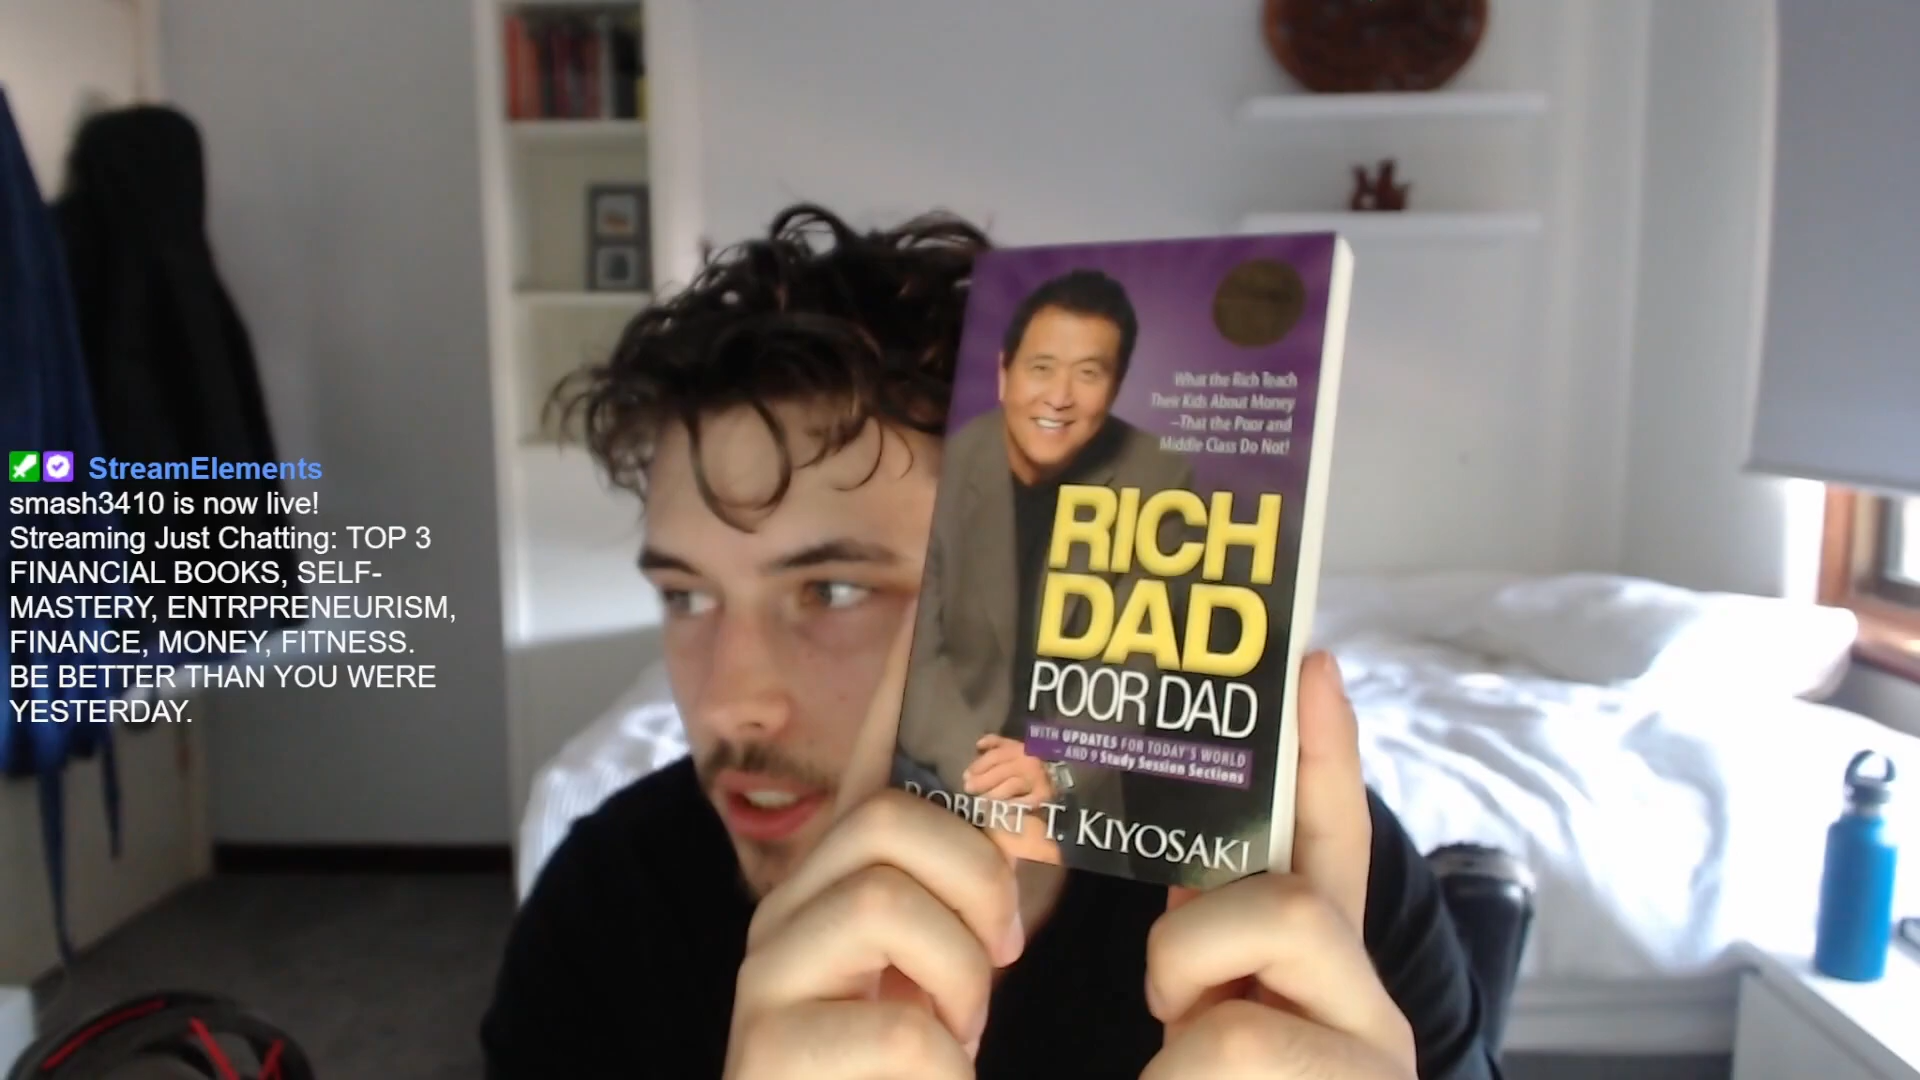 StreamElements
smash3410 is now live!
Streaming Just Chatting: TOP 3
FINANCIAL BOOKS, SELF-
MASTERY, ENTRPRENEURISM,
FINANCE, MONEY, FITNESS.
BE BETTER THAN YOU WERE
YESTERDAY.
What the Rich Teach
Their Kids About Money
–That the Poor and
Middle Class Do Not!
RICH
DAD
POOR DAD
WITH UPDATES FOR TODAY'S WORLD
– AND 9 Study Session Sections
ROBERT T. KIYOSAKI